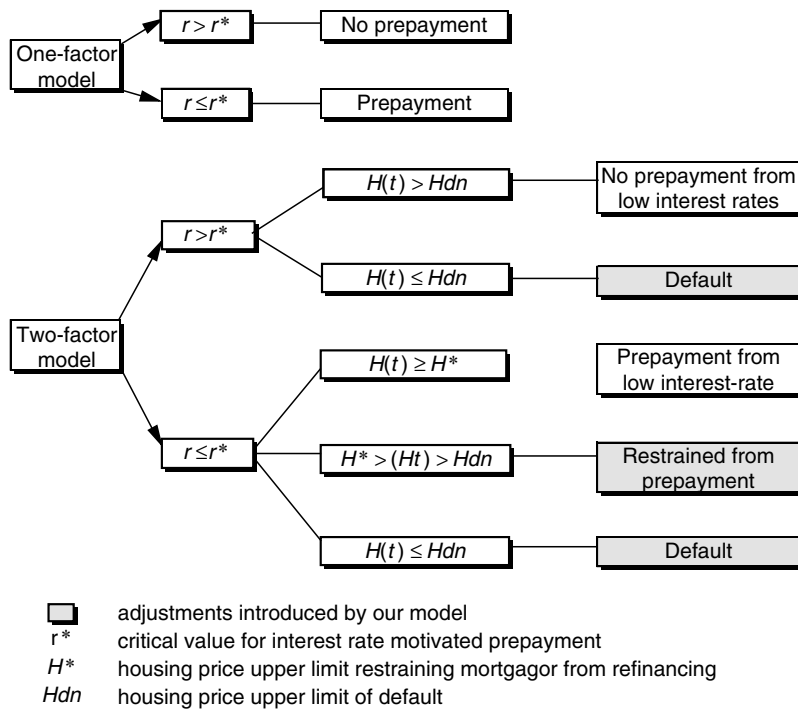 One-factor
model
r > r*
No prepayment
r ≤ r*
Prepayment
Two-factor
model
r > r*
H(t) > Hdn
No prepayment from
low interest rates
H(t) ≤ Hdn
Default
r ≤ r*
H(t) ≥ H*
Prepayment from
low interest-rate
H* > (Ht) > Hdn
Restrained from
prepayment
H(t) ≤ Hdn
Default
adjustments introduced by our model
r* critical value for interest rate motivated prepayment
H* housing price upper limit restraining mortgagor from refinancing
Hdn housing price upper limit of default